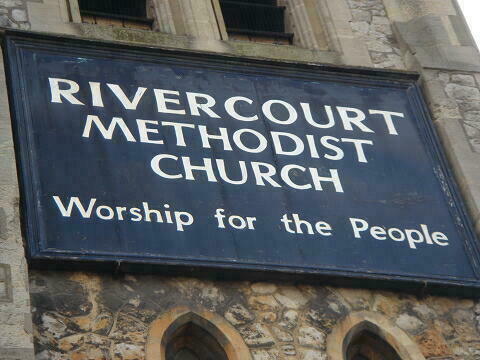 RIVERCOURT
METHODIST
CHURCH
Worship for the People